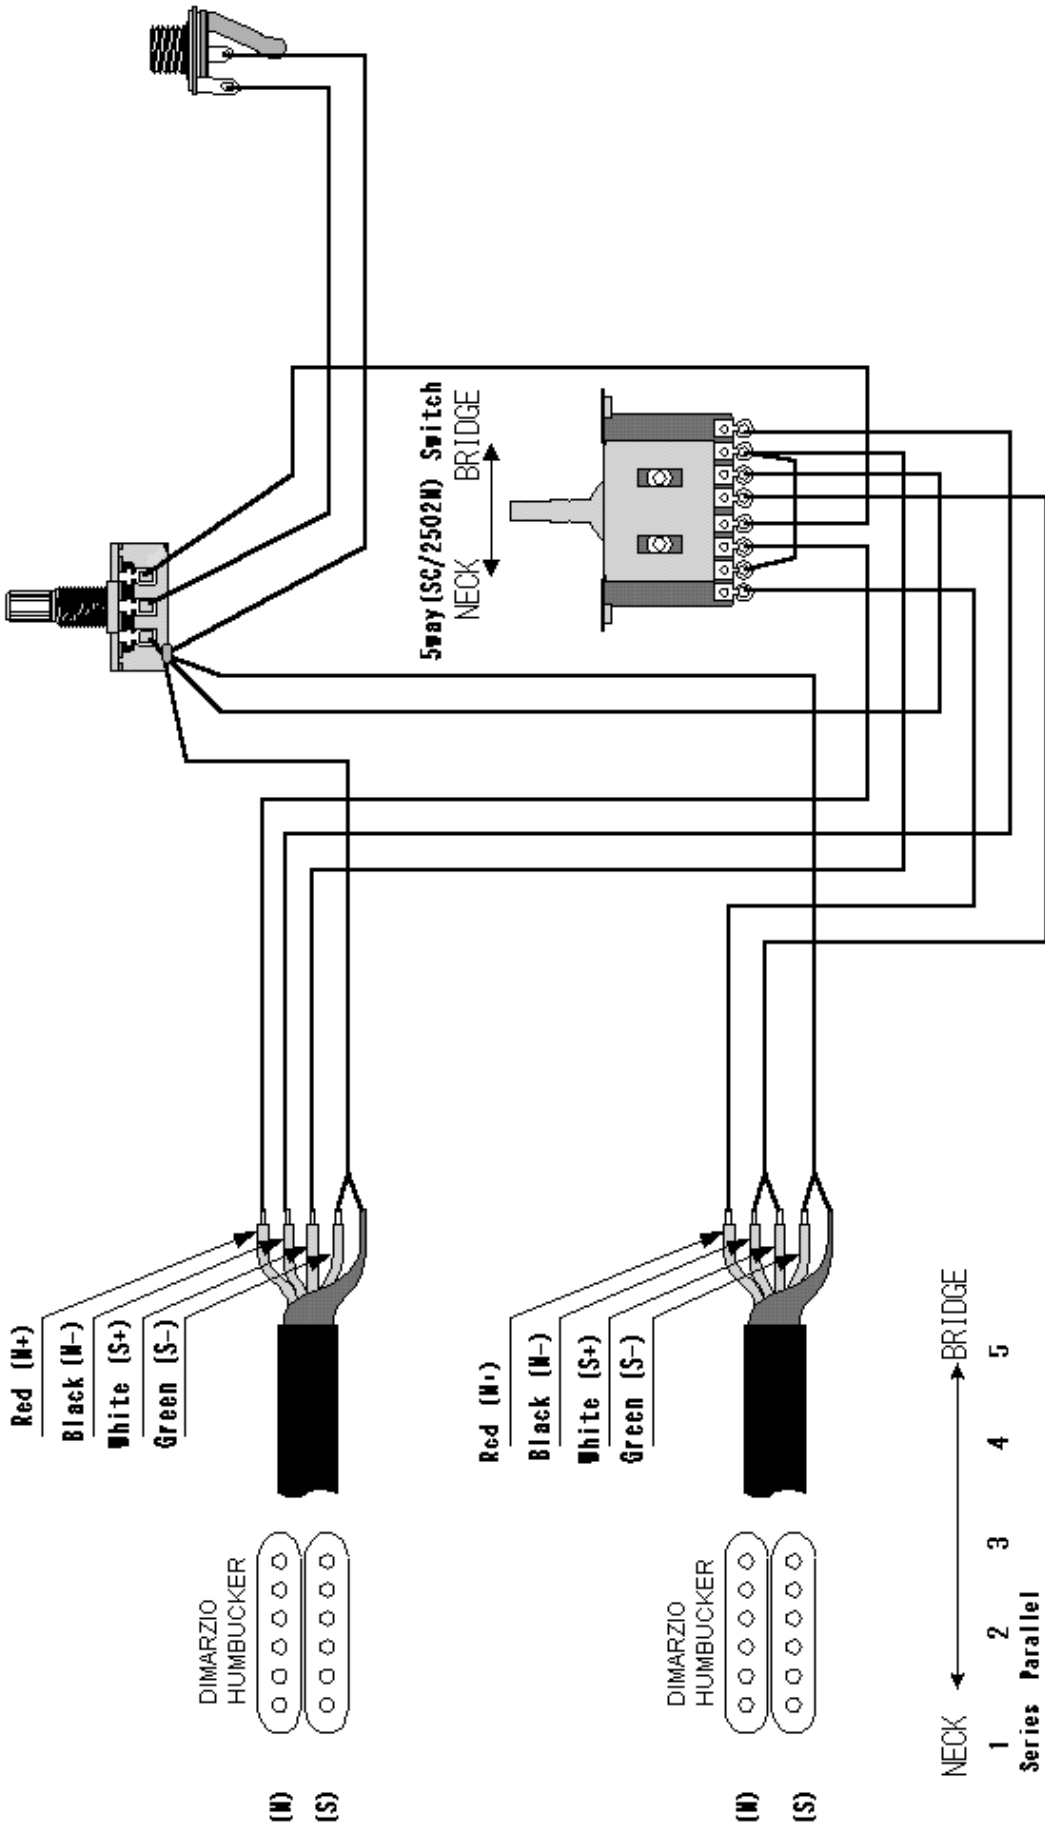 Red (N+)
Black (N-)
White (S+)
Green (S-)
DIMARZIO
HUMBUCKER
(N)
(S)
5way(SC/2502N) Switch
NECK BRIDGE
Red (N+)
Black (N-)
White (S+)
Green (S-)
DIMARZIO
HUMBUCKER
(N)
(S)
NECK BRIDGE
1 2 3 4 5
Series Parallel